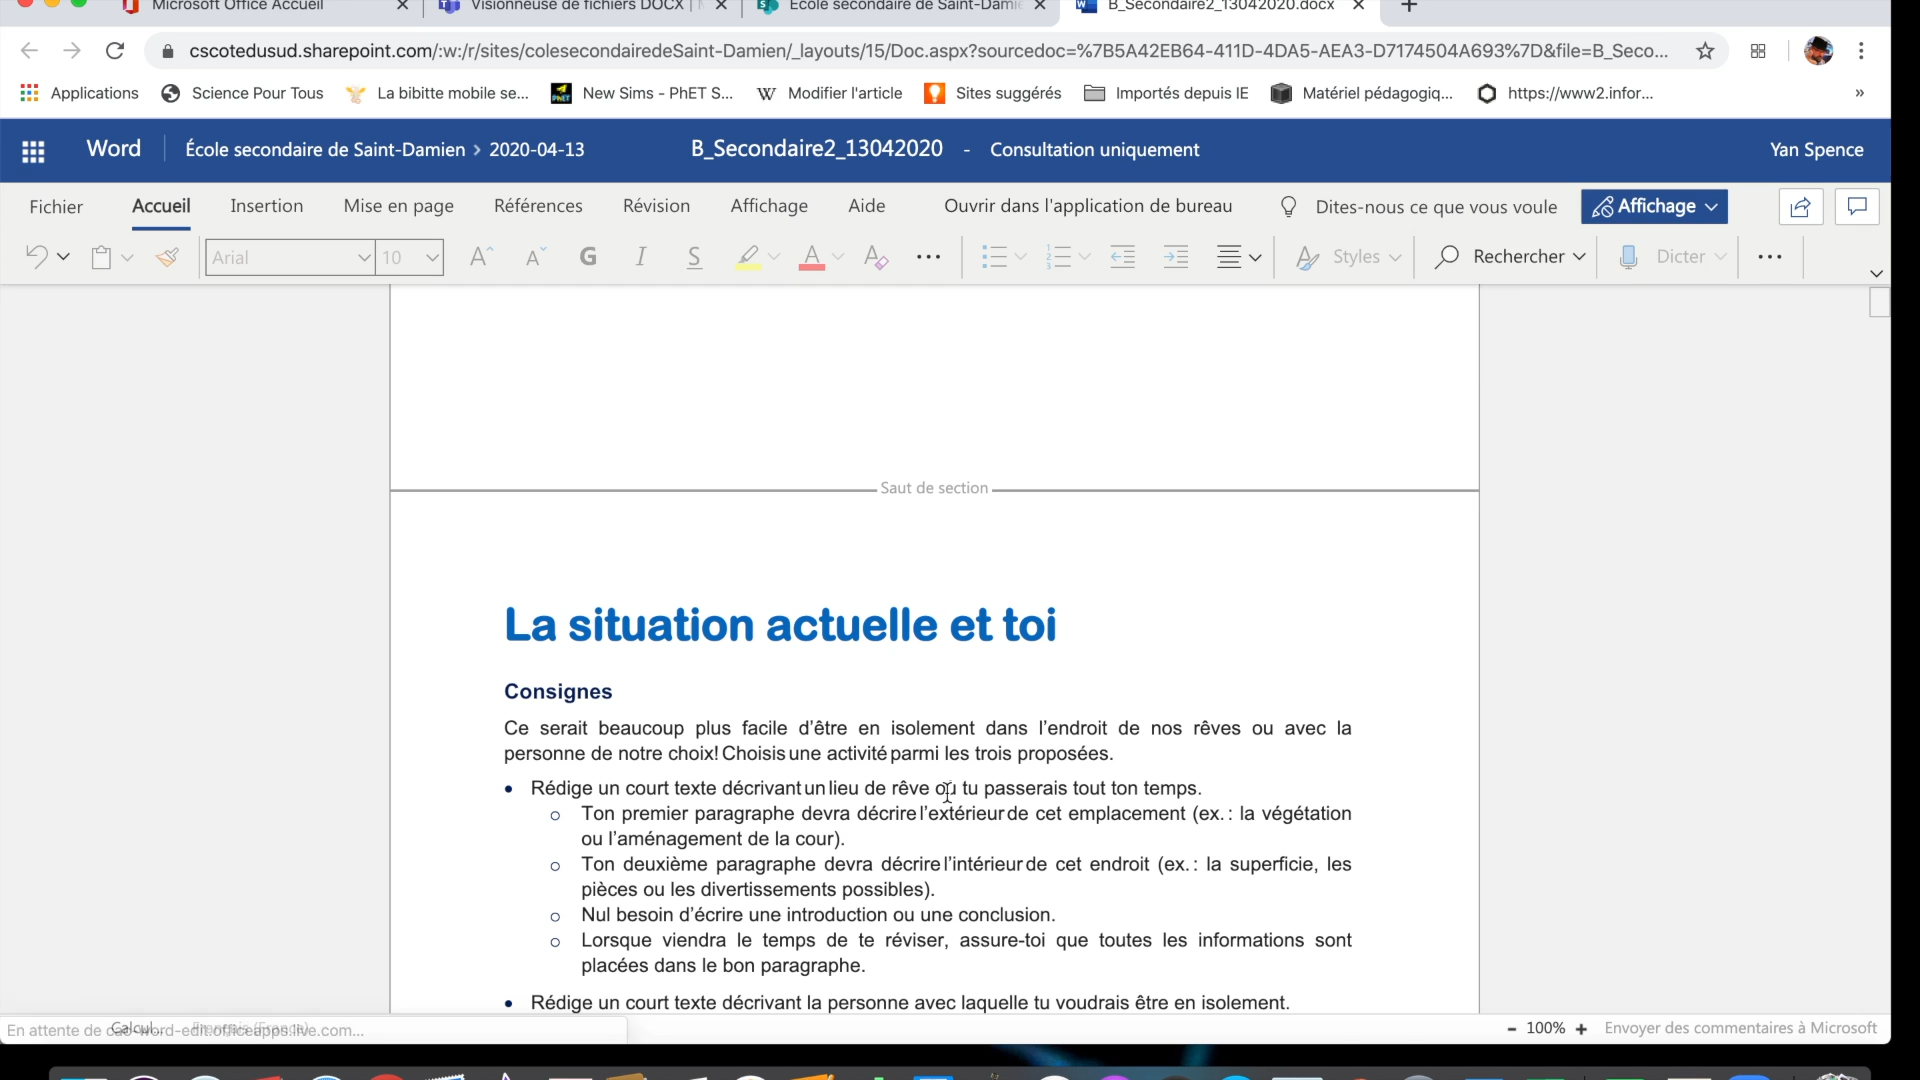 Microsoft Office Accueil
Visionneuse de fichiers DOCX |
École secondaire de Saint-Damie
B_Secondaire2_13042020.docx
cscotedusud.sharepoint.com/:w:/r/sites/colesecondairedeSaint-Damien/_layouts/15/Doc.aspx?sourcedoc=%7B5A42EB64-411D-4DA5-AEA3-D7174504A693%7D&file=B_Seco...
Applications Science Pour Tous La bibitte mobile se... New Sims - PhET S... Modifier l'article Sites suggérés Importés depuis IE Matériel pédagogiq... https://www2.infor... »
Word École secondaire de Saint-Damien > 2020-04-13 B_Secondaire2_13042020 - Consultation uniquement Yan Spence
Fichier Accueil Insertion Mise en page Références Révision Affichage Aide Ouvrir dans l'application de bureau Dites-nous ce que vous voule Affichage
Arial 10 G I S Styles Rechercher Dicter
Saut de section
La situation actuelle et toi
Consignes
Ce serait beaucoup plus facile d’être en isolement dans l’endroit de nos rêves ou avec la
personne de notre choix! Choisis une activité parmi les trois proposées.
• Rédige un court texte décrivant un lieu de rêve où tu passerais tout ton temps.
o Ton premier paragraphe devra décrire l’extérieur de cet emplacement (ex. : la végétation
ou l’aménagement de la cour).
o Ton deuxième paragraphe devra décrire l’intérieur de cet endroit (ex. : la superficie, les
pièces ou les divertissements possibles).
o Nul besoin d’écrire une introduction ou une conclusion.
o Lorsque viendra le temps de te réviser, assure-toi que toutes les informations sont
placées dans le bon paragraphe.
• Rédige un court texte décrivant la personne avec laquelle tu voudrais être en isolement.
En attente de cao-word-edit.officeapps.live.com...
- 100% + Envoyer des commentaires à Microsoft